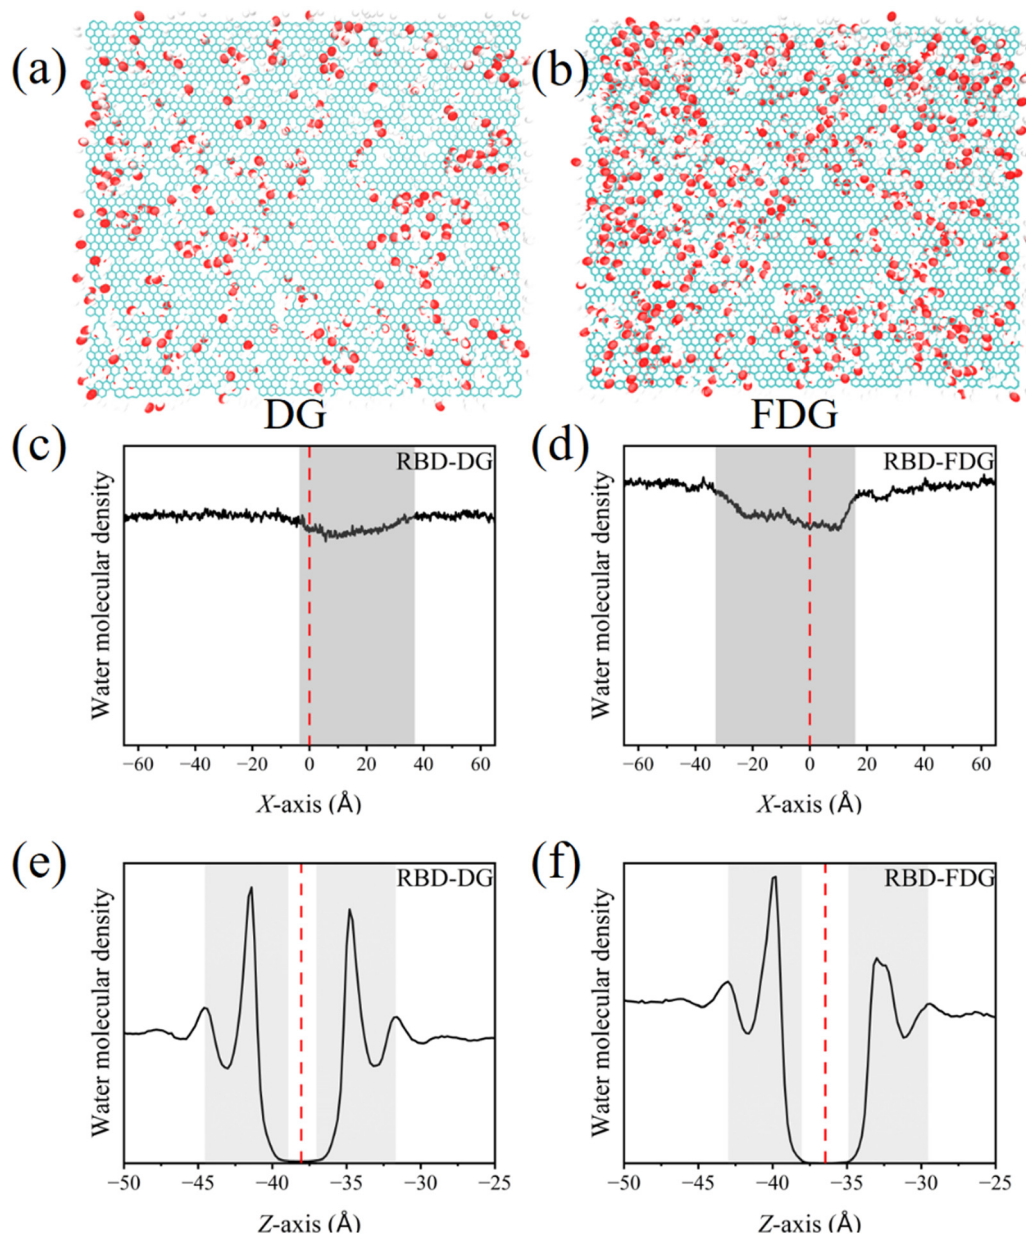 (a)
(b)
DG
FDG
(c)
RBD-DG
Water molecular density
−60 −40 −20 0 20 40 60
X-axis (Å)
(d)
RBD-FDG
Water molecular density
−60 −40 −20 0 20 40 60
X-axis (Å)
(e)
RBD-DG
Water molecular density
−50 −45 −40 −35 −30 −25
Z-axis (Å)
(f)
RBD-FDG
Water molecular density
−50 −45 −40 −35 −30 −25
Z-axis (Å)